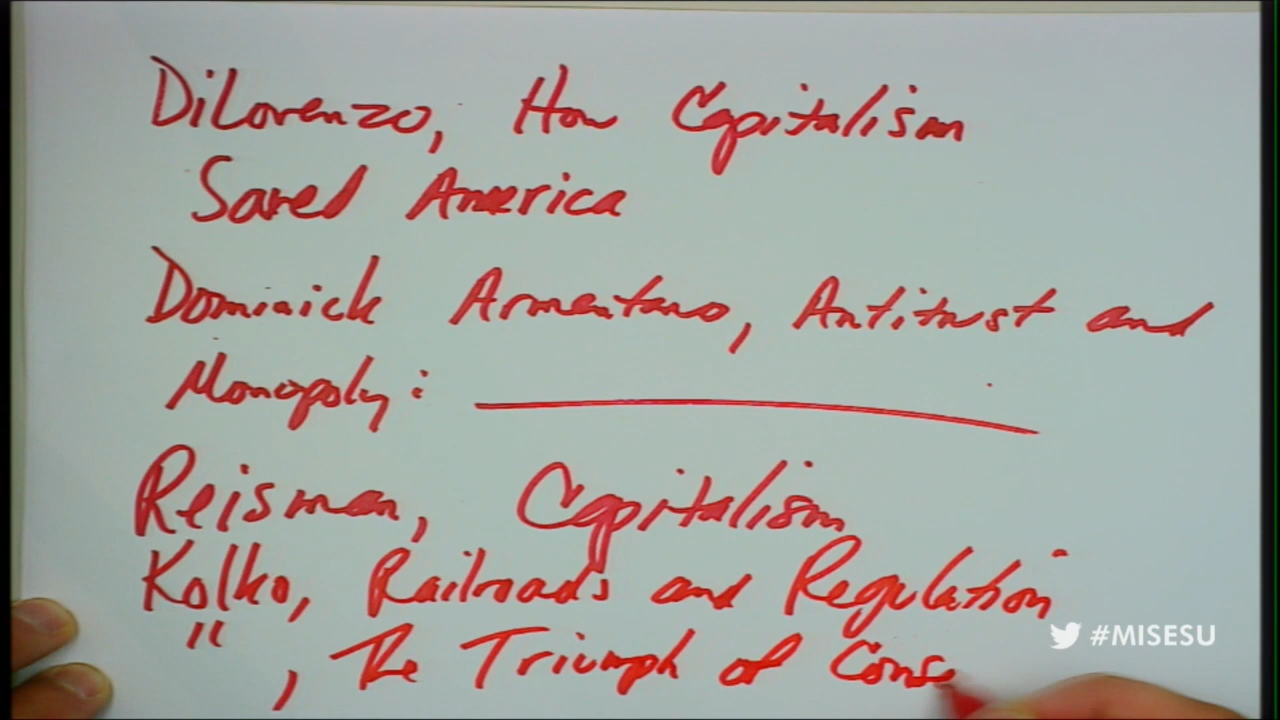 DiLorenzo, How Capitalism
Saved America
Dominick Armentano, Antitrust and
Monopoly:
Reisman, Capitalism
Kolko, Railroads and Regulation
", The Triumph of Conse
#MISESU